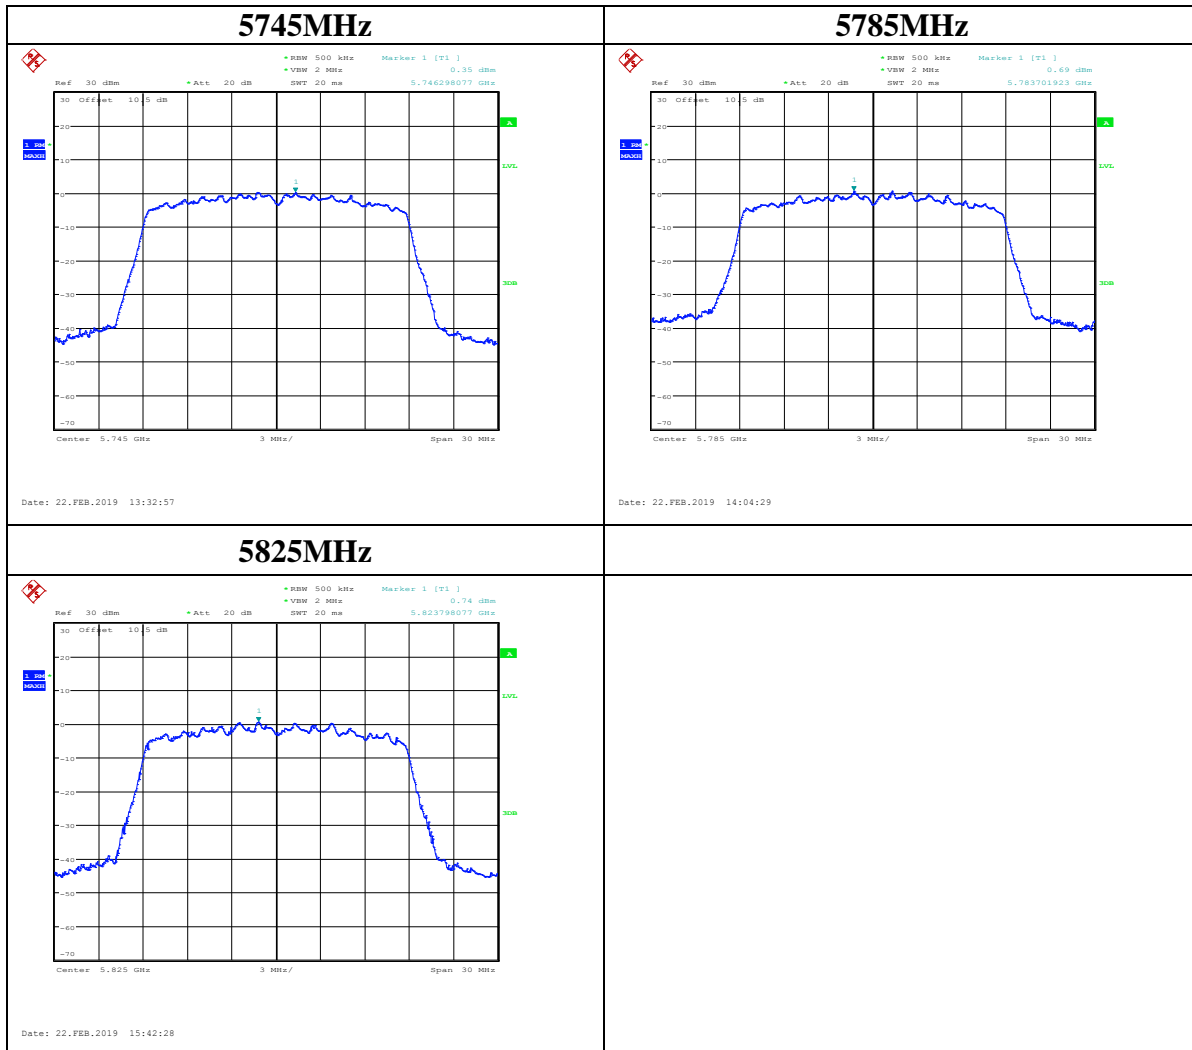 5745MHz
*RBW 500 kHz Marker 1 [T1 ]
*VBW 2 MHz 0.35 dBm
Ref 30 dBm *Att 20 dB SWT 20 ms 5.746298077 GHz
30 Offset 10.5 dB
A
20
1 RM *
MAXH
10
LVL
1
0
-10
-20
3DB
-30
-40
-50
-60
-70
Center 5.745 GHz 3 MHz/ Span 30 MHz
Date: 22.FEB.2019 13:32:57
5785MHz
*RBW 500 kHz Marker 1 [T1 ]
*VBW 2 MHz 0.69 dBm
Ref 30 dBm *Att 20 dB SWT 20 ms 5.783701923 GHz
30 Offset 10.5 dB
A
20
1 RM *
MAXH
10
LVL
1
0
-10
-20
3DB
-30
-40
-50
-60
-70
Center 5.785 GHz 3 MHz/ Span 30 MHz
Date: 22.FEB.2019 14:04:29
5825MHz
*RBW 500 kHz Marker 1 [T1 ]
*VBW 2 MHz 0.74 dBm
Ref 30 dBm *Att 20 dB SWT 20 ms 5.823798077 GHz
30 Offset 10.5 dB
A
20
1 RM *
MAXH
10
LVL
1
0
-10
-20
3DB
-30
-40
-50
-60
-70
Center 5.825 GHz 3 MHz/ Span 30 MHz
Date: 22.FEB.2019 15:42:28